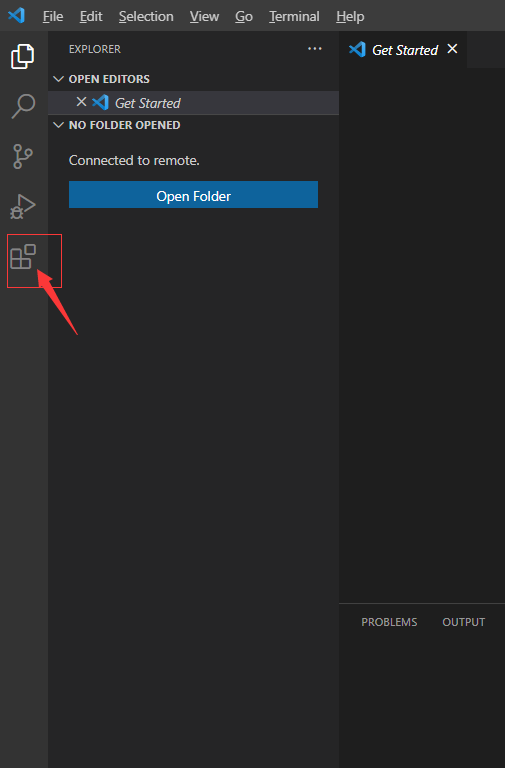 File Edit Selection View Go Terminal Help
EXPLORER ...
Get Started
OPEN EDITORS
Get Started
NO FOLDER OPENED
Connected to remote.
Open Folder
PROBLEMS OUTPUT